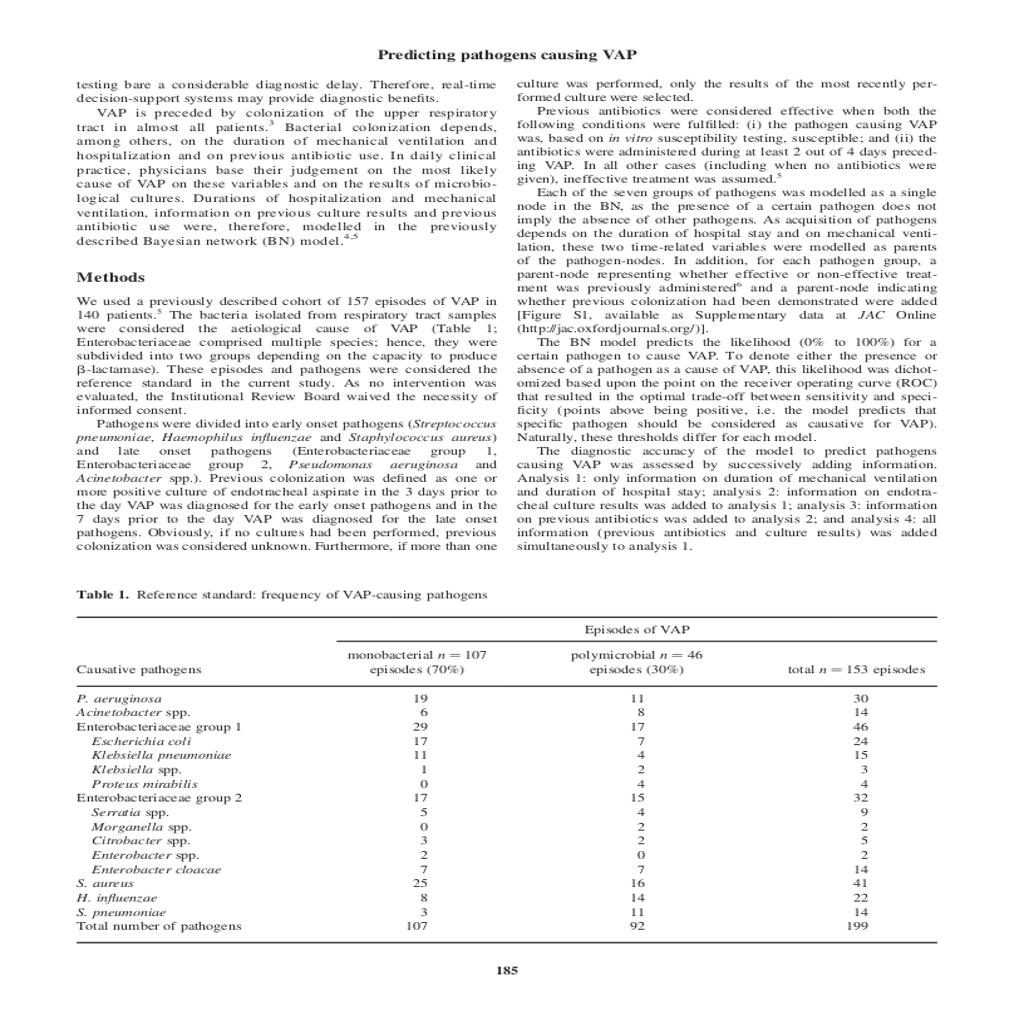 Predicting pathogens causing VAP
testing bare a considerable diagnostic delay. Therefore, real-time
decision-support systems may provide diagnostic benefits.
VAP is preceded by colonization of the upper respiratory
tract in almost all patients.3 Bacterial colonization depends,
among others, on the duration of mechanical ventilation and
hospitalization and on previous antibiotic use. In daily clinical
practice, physicians base their judgement on the most likely
cause of VAP on these variables and on the results of microbio-
logical cultures. Durations of hospitalization and mechanical
ventilation, information on previous culture results and previous
antibiotic use were, therefore, modelled in the previously
described Bayesian network (BN) model.4,5
Methods
We used a previously described cohort of 157 episodes of VAP in
140 patients.5 The bacteria isolated from respiratory tract samples
were considered the aetiological cause of VAP (Table 1;
Enterobacteriaceae comprised multiple species; hence, they were
subdivided into two groups depending on the capacity to produce
β-lactamase). These episodes and pathogens were considered the
reference standard in the current study. As no intervention was
evaluated, the Institutional Review Board waived the necessity of
informed consent.
Pathogens were divided into early onset pathogens (Streptococcus
pneumoniae, Haemophilus influenzae and Staphylococcus aureus)
and late onset pathogens (Enterobacteriaceae group 1,
Enterobacteriaceae group 2, Pseudomonas aeruginosa and
Acinetobacter spp.). Previous colonization was defined as one or
more positive culture of endotracheal aspirate in the 3 days prior to
the day VAP was diagnosed for the early onset pathogens and in the
7 days prior to the day VAP was diagnosed for the late onset
pathogens. Obviously, if no cultures had been performed, previous
colonization was considered unknown. Furthermore, if more than one
culture was performed, only the results of the most recently per-
formed culture were selected.
Previous antibiotics were considered effective when both the
following conditions were fulfilled: (i) the pathogen causing VAP
was, based on in vitro susceptibility testing, susceptible; and (ii) the
antibiotics were administered during at least 2 out of 4 days preced-
ing VAP. In all other cases (including when no antibiotics were
given), ineffective treatment was assumed.5
Each of the seven groups of pathogens was modelled as a single
node in the BN, as the presence of a certain pathogen does not
imply the absence of other pathogens. As acquisition of pathogens
depends on the duration of hospital stay and on mechanical venti-
lation, these two time-related variables were modelled as parents
of the pathogen-nodes. In addition, for each pathogen group, a
parent-node representing whether effective or non-effective treat-
ment was previously administered6 and a parent-node indicating
whether previous colonization had been demonstrated were added
[Figure S1, available as Supplementary data at JAC Online
(http://jac.oxfordjournals.org/)].
The BN model predicts the likelihood (0% to 100%) for a
certain pathogen to cause VAP. To denote either the presence or
absence of a pathogen as a cause of VAP, this likelihood was dichot-
omized based upon the point on the receiver operating curve (ROC)
that resulted in the optimal trade-off between sensitivity and speci-
ficity (points above being positive, i.e. the model predicts that
specific pathogen should be considered as causative for VAP).
Naturally, these thresholds differ for each model.
The diagnostic accuracy of the model to predict pathogens
causing VAP was assessed by successively adding information.
Analysis 1: only information on duration of mechanical ventilation
and duration of hospital stay; analysis 2: information on endotra-
cheal culture results was added to analysis 1; analysis 3: information
on previous antibiotics was added to analysis 2; and analysis 4: all
information (previous antibiotics and culture results) was added
simultaneously to analysis 1.
Table 1. Reference standard: frequency of VAP-causing pathogens
Episodes of VAP
monobacterial n = 107 polymicrobial n = 46
Causative pathogens episodes (70%) episodes (30%) total n = 153 episodes
P. aeruginosa 19 11 30
Acinetobacter spp. 6 8 14
Enterobacteriaceae group 1 29 17 46
Escherichia coli 17 7 24
Klebsiella pneumoniae 11 4 15
Klebsiella spp. 1 2 3
Proteus mirabilis 0 4 4
Enterobacteriaceae group 2 17 15 32
Serratia spp. 5 4 9
Morganella spp. 0 2 2
Citrobacter spp. 3 2 5
Enterobacter spp. 2 0 2
Enterobacter cloacae 7 7 14
S. aureus 25 16 41
H. influenzae 8 14 22
S. pneumoniae 3 11 14
Total number of pathogens 107 92 199
185